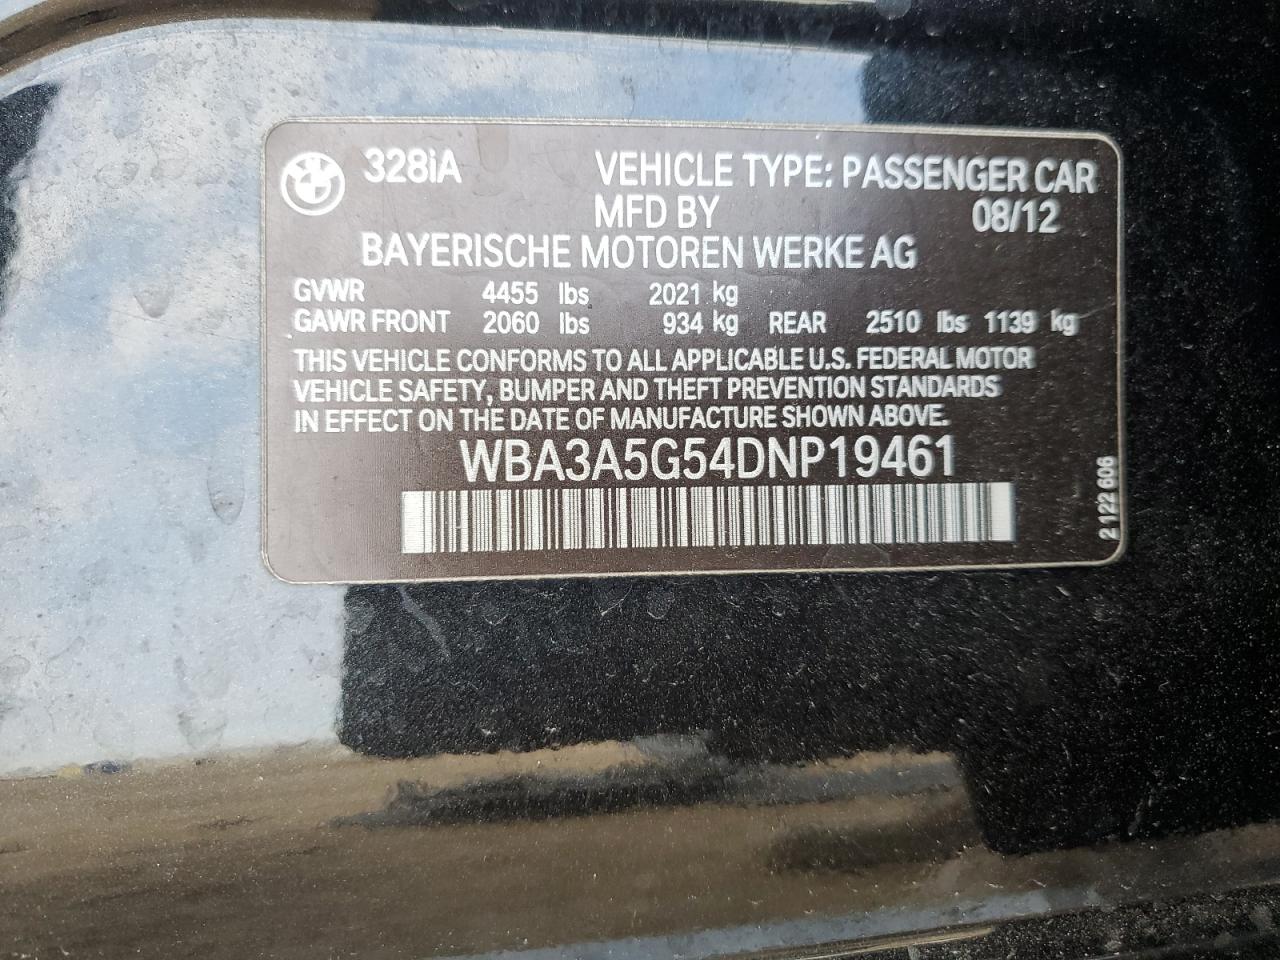 328iA VEHICLE TYPE: PASSENGER CAR
MFD BY 08/12
BAYERISCHE MOTOREN WERKE AG
GVWR 4455 lbs 2021 kg
GAWR FRONT 2060 lbs 934 kg REAR 2510 lbs 1139 kg
THIS VEHICLE CONFORMS TO ALL APPLICABLE U.S. FEDERAL MOTOR
VEHICLE SAFETY, BUMPER AND THEFT PREVENTION STANDARDS
IN EFFECT ON THE DATE OF MANUFACTURE SHOWN ABOVE.
WBA3A5G54DNP19461
2122 606